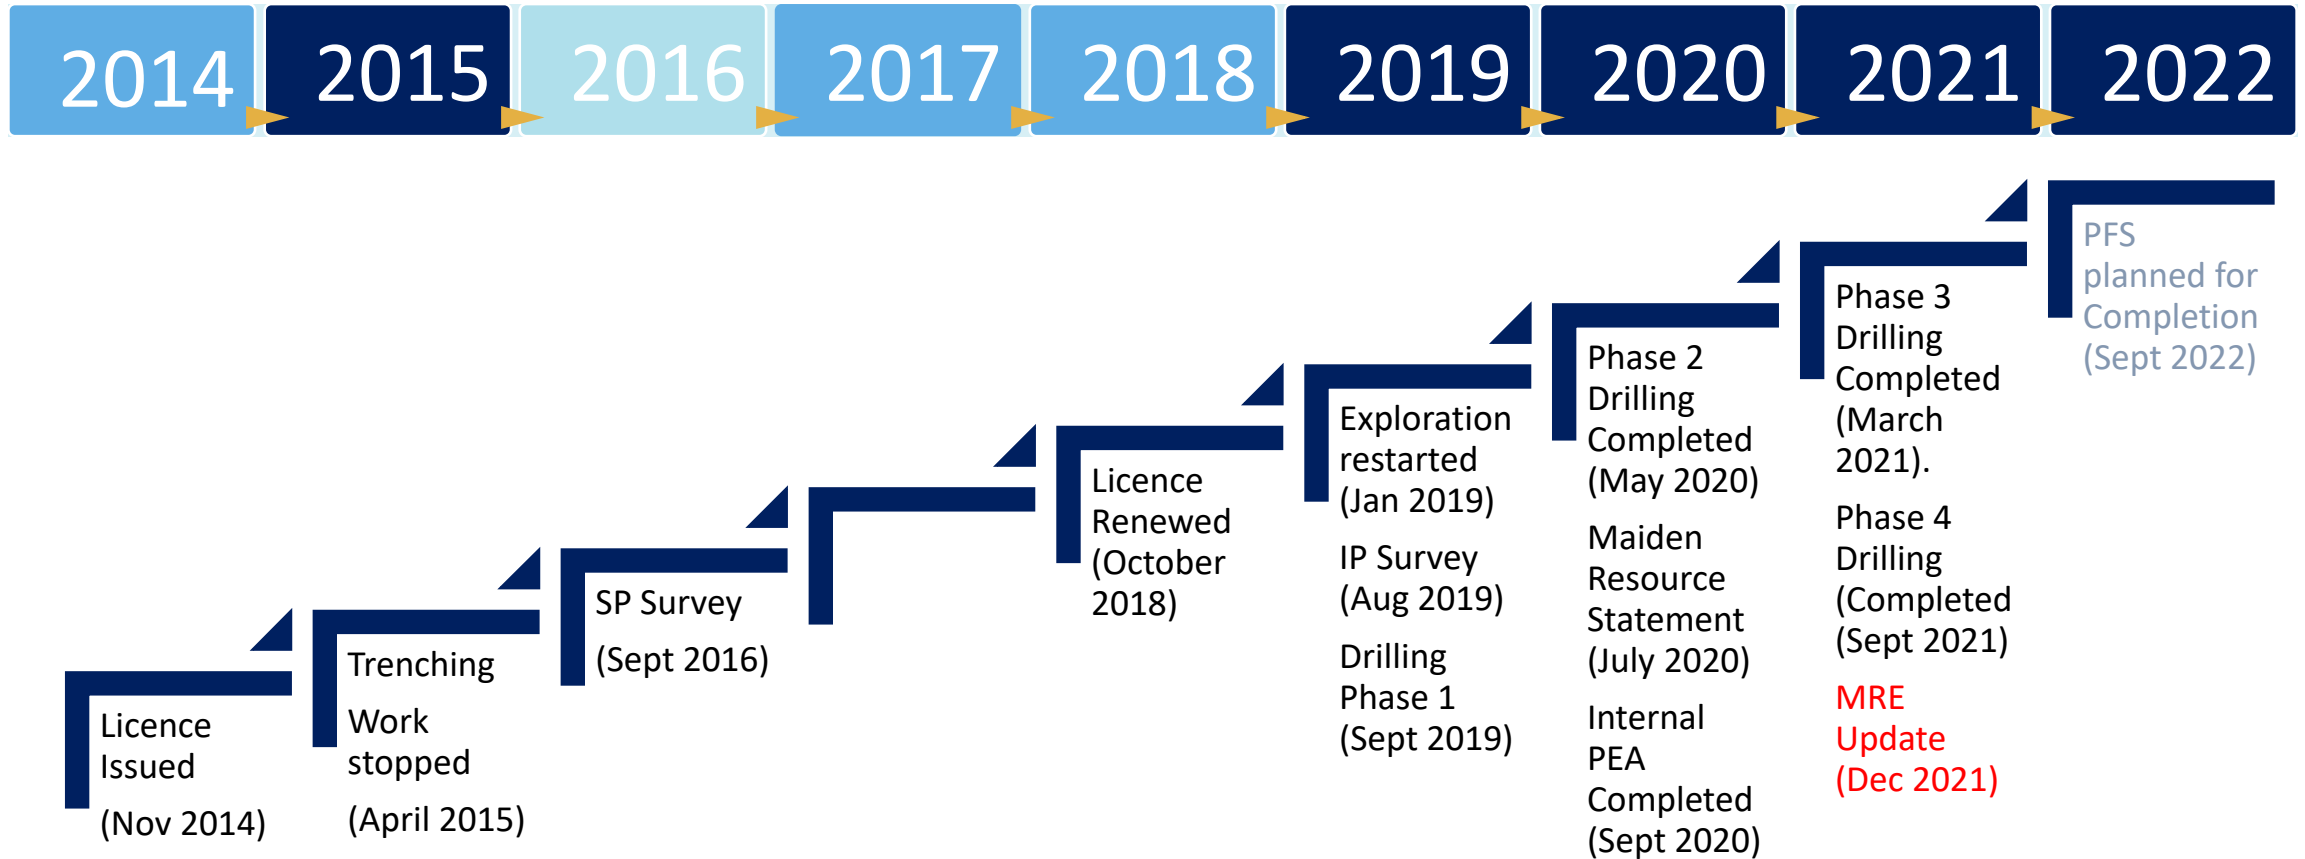 2014
2015
2016
2017
2018
2019
2020
2021
2022
Licence
Issued
(Nov 2014)
Trenching
Work
stopped
(April 2015)
SP Survey
(Sept 2016)
Licence
Renewed
(October
2018)
Exploration
restarted
(Jan 2019)
IP Survey
(Aug 2019)
Drilling
Phase 1
(Sept 2019)
Phase 2
Drilling
Completed
(May 2020)
Maiden
Resource
Statement
(July 2020)
Internal
PEA
Completed
(Sept 2020)
Phase 3
Drilling
Completed
(March
2021).
Phase 4
Drilling
(Completed
(Sept 2021)
MRE
Update
(Dec 2021)
PFS
planned for
Completion
(Sept 2022)